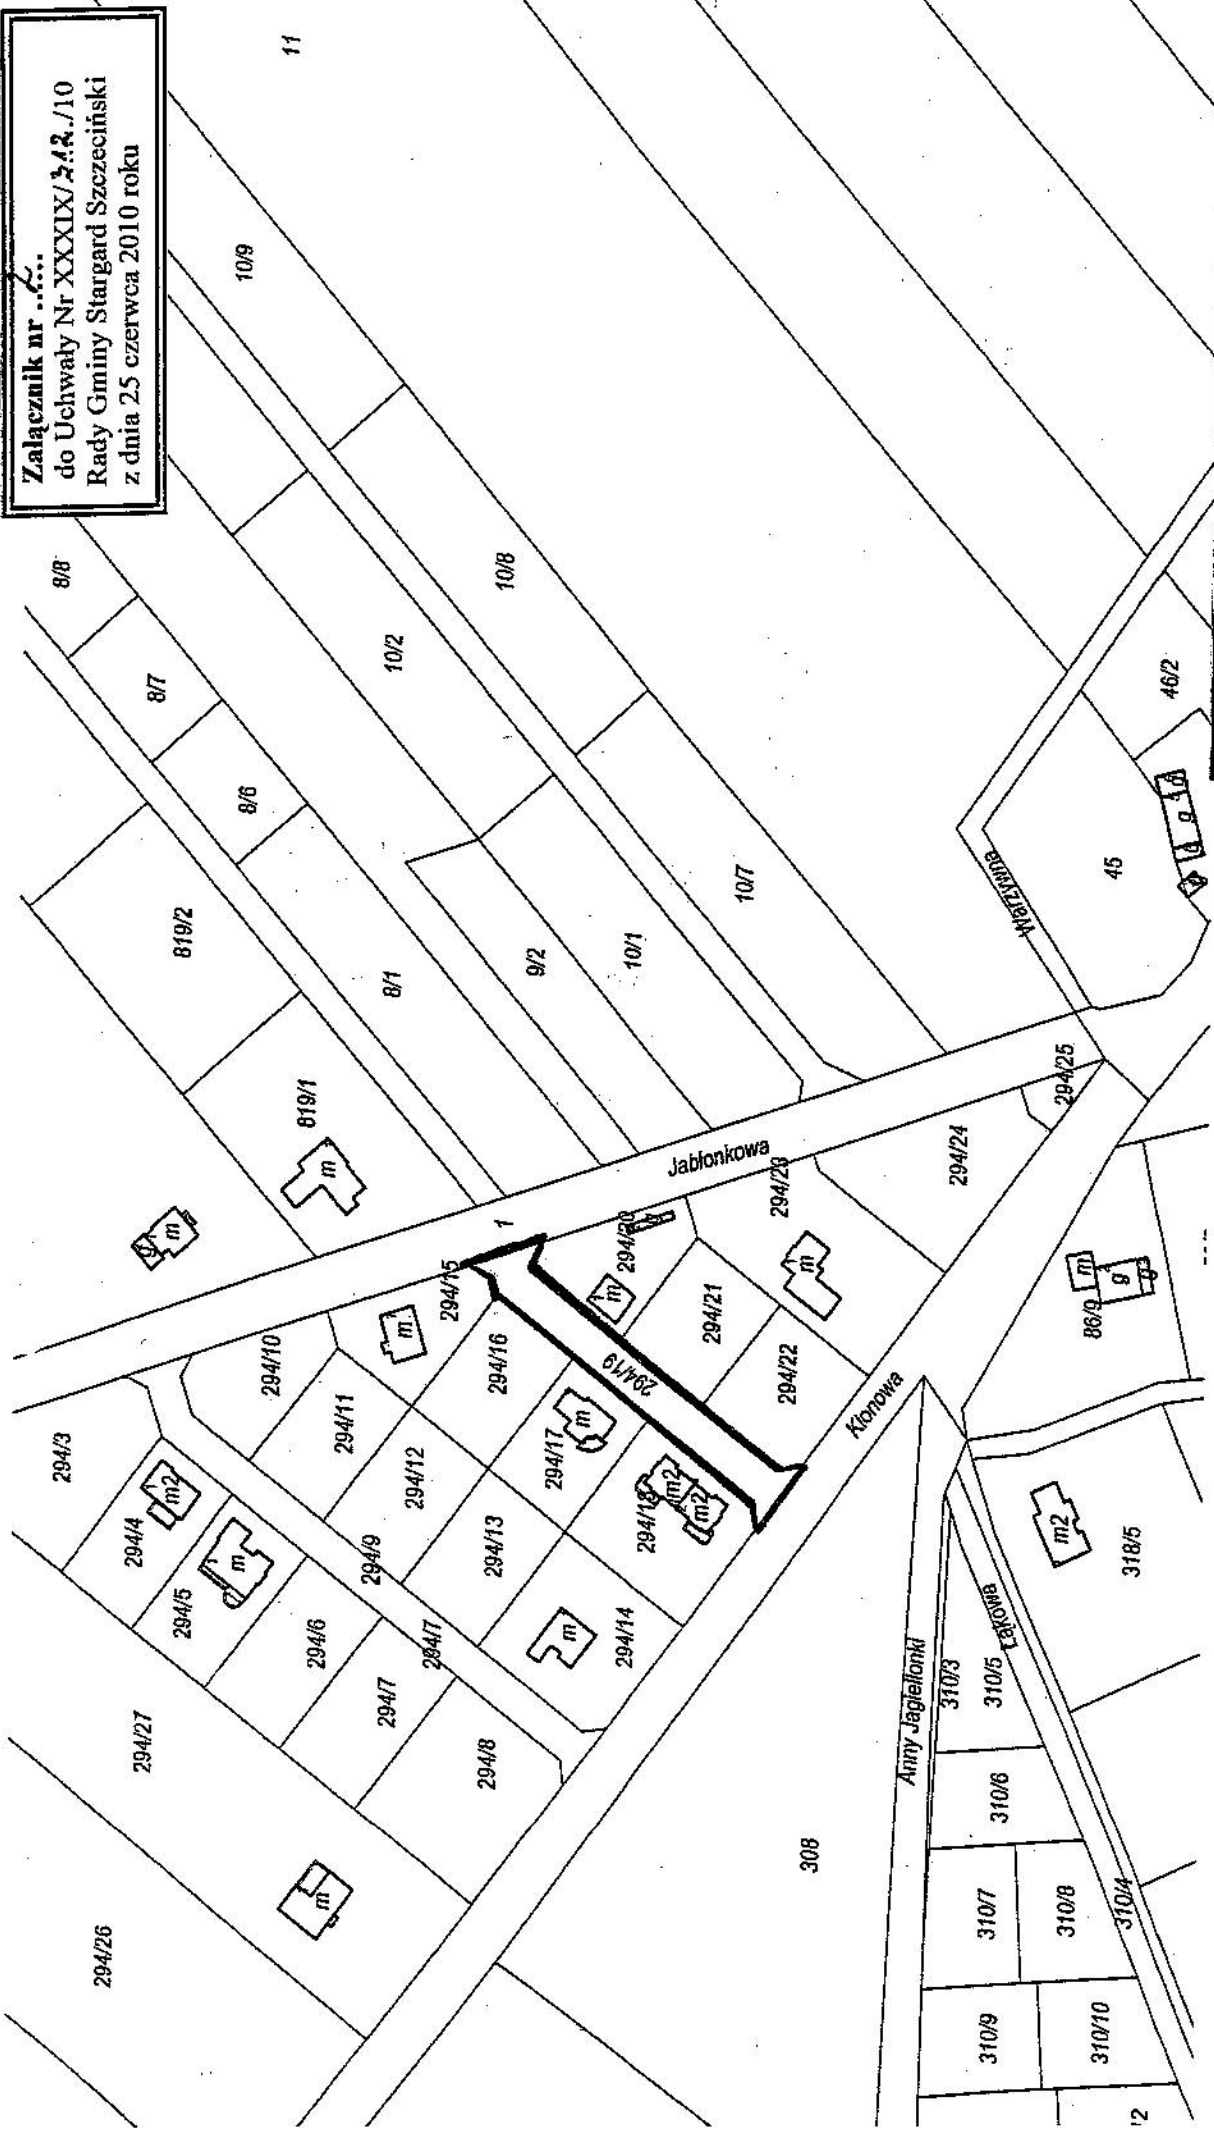 Załącznik nr ......
do Uchwały Nr XXXIX/312./10
Rady Gminy Stargard Szczeciński
z dnia 25 czerwca 2010 roku
11
10/9
8/8
10/8
10/2
8/7
46/2
8/6
g
45
10/7
819/2
9/2
10/1
8/1
Warzywna
819/1
294/25
m
Jabłonkowa
294/24
294/23
g
m
1
294/20
m
m
g
86/9
g
294/15
m
294/21
m
294/10
294/16
294/19
294/22
294/11
m
Klonowa
294/3
294/12
294/17
m
294/4
m2
294/13
294/18
m2
m2
m2
318/5
294/5
m
294/9
294/6
294/7
m
294/14
Łąkowa
294/27
294/7
Anny Jagiellonki
310/3
310/5
294/8
310/6
308
m
310/7
310/8
310/4
294/26
310/9
310/10
/2